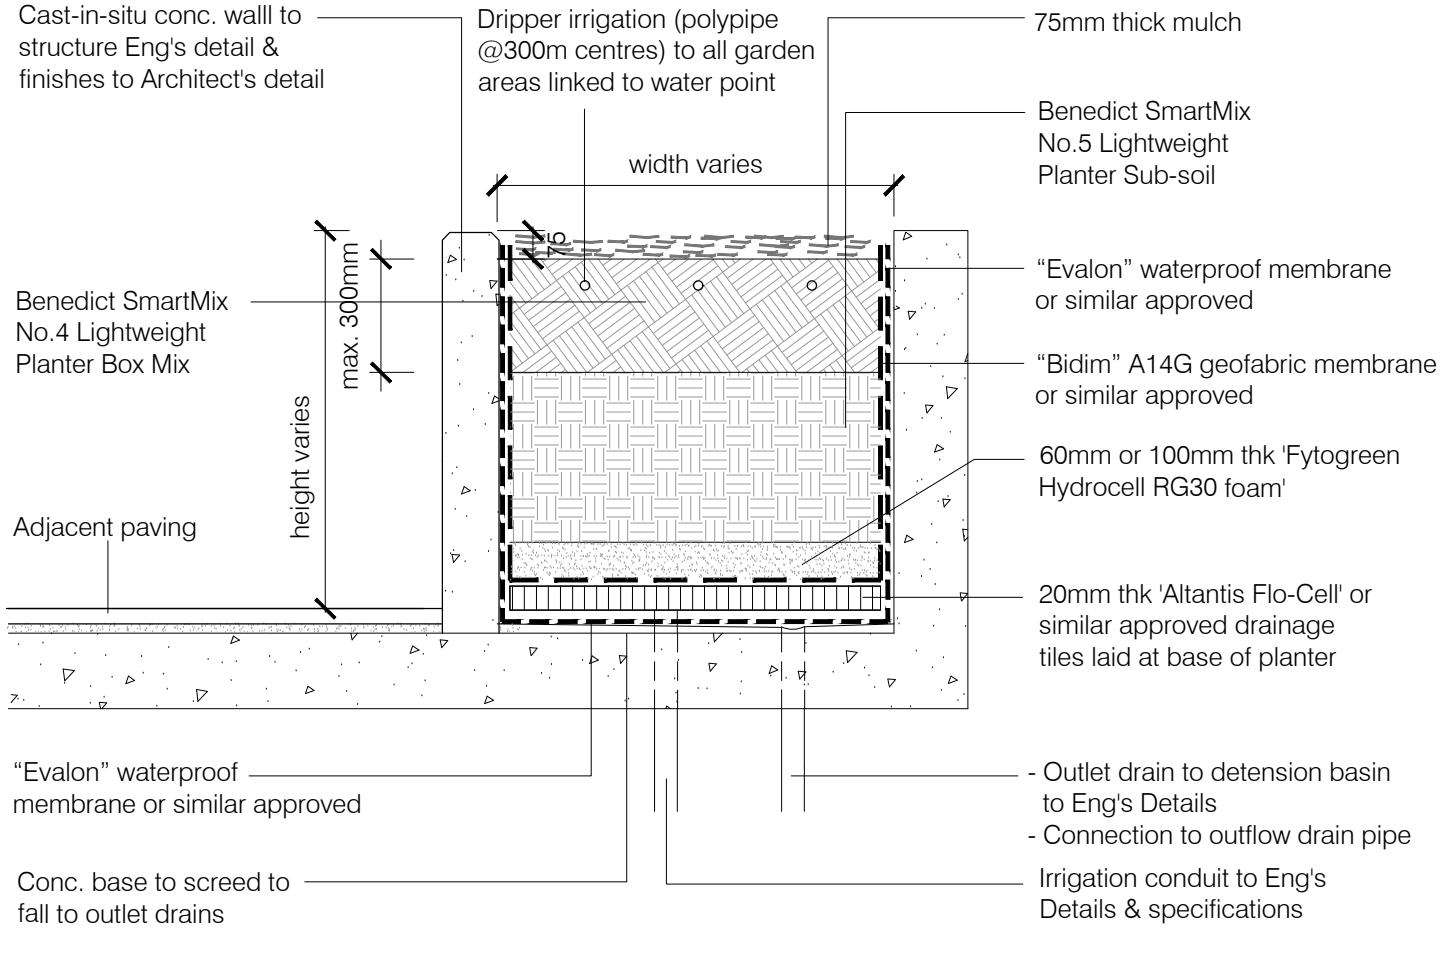 Cast-in-situ conc. walll to
structure Eng's detail &
finishes to Architect's detail
Dripper irrigation (polypipe
@300m centres) to all garden
areas linked to water point
75mm thick mulch
Benedict SmartMix
No.5 Lightweight
Planter Sub-soil
width varies
75
max. 300mm
height varies
“Evalon” waterproof membrane
or similar approved
Benedict SmartMix
No.4 Lightweight
Planter Box Mix
“Bidim” A14G geofabric membrane
or similar approved
60mm or 100mm thk 'Fytogreen
Hydrocell RG30 foam'
Adjacent paving
20mm thk 'Altantis Flo-Cell' or
similar approved drainage
tiles laid at base of planter
“Evalon” waterproof
membrane or similar approved
- Outlet drain to detension basin
to Eng's Details
- Connection to outflow drain pipe
Conc. base to screed to
fall to outlet drains
Irrigation conduit to Eng's
Details & specifications